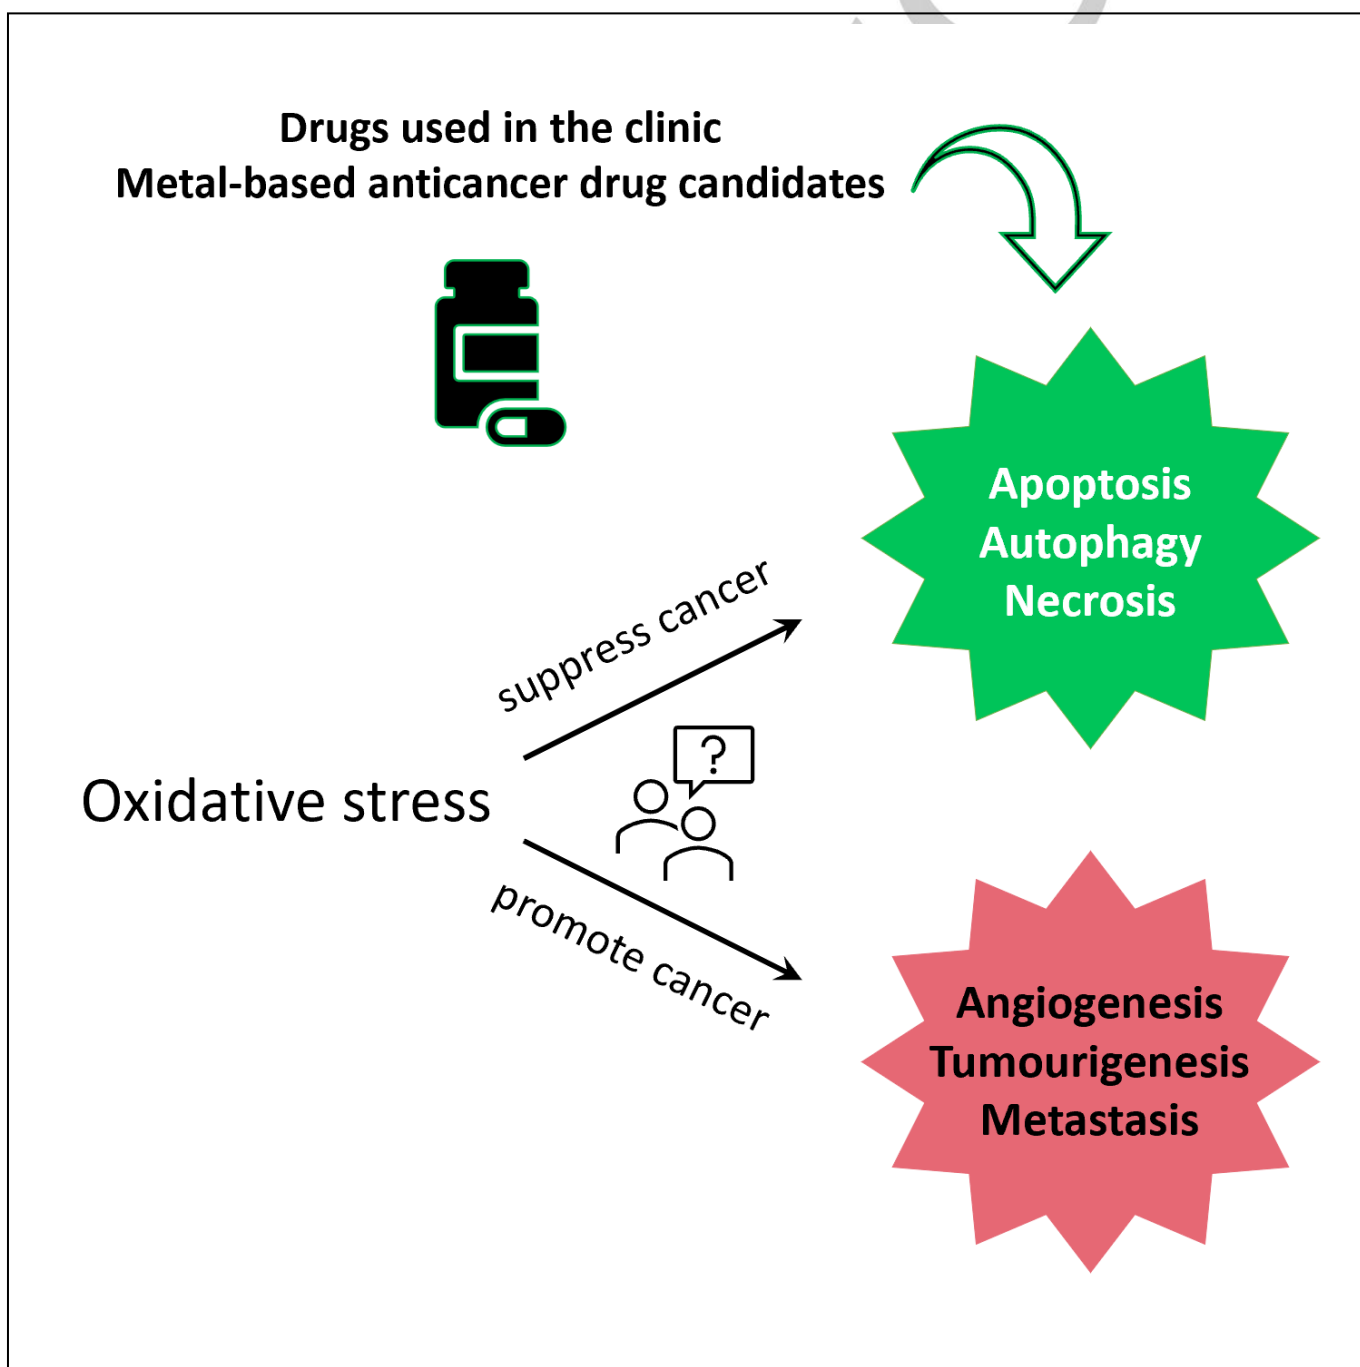 Drugs used in the clinic
Metal-based anticancer drug candidates
Apoptosis
Autophagy
Necrosis
suppress cancer
?
Oxidative stress
promote cancer
Angiogenesis
Tumourigenesis
Metastasis